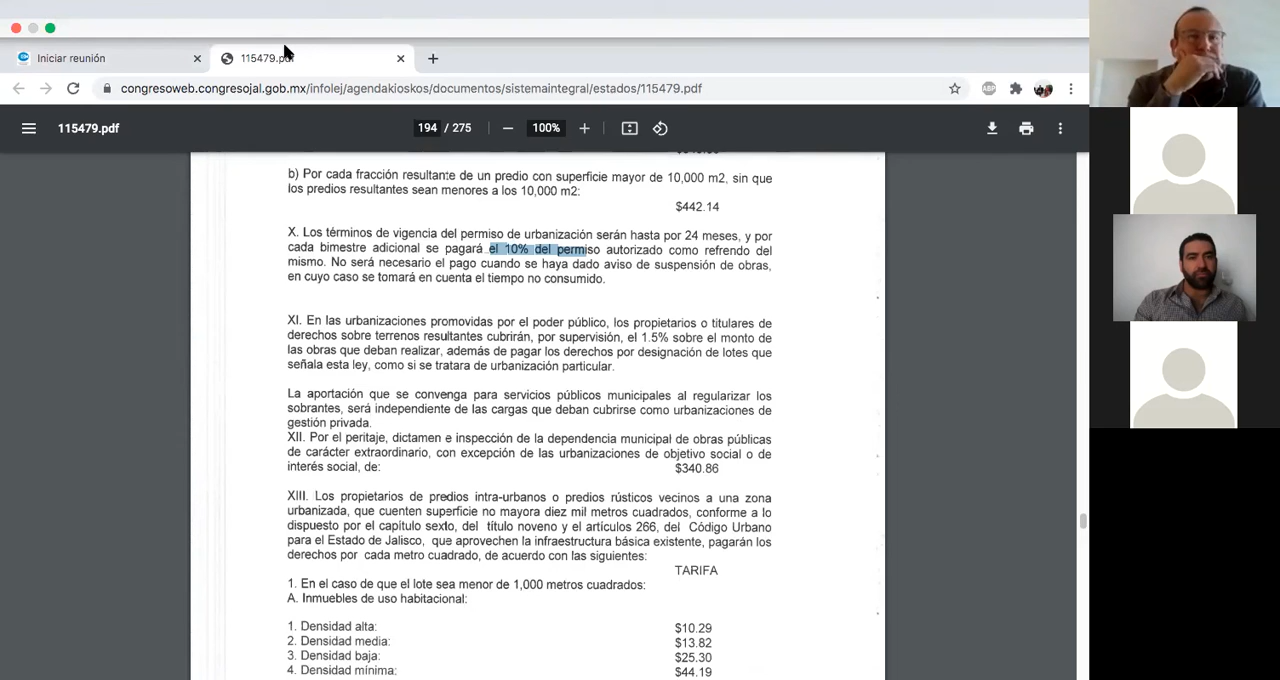 Iniciar reunión
115479.pdf
congresoweb.congresojal.gob.mx/infolej/agendakioskos/documentos/sistemaintegral/estados/115479.pdf
ABP
115479.pdf
194 / 275
100%
b) Por cada fracción resultante de un predio con superficie mayor de 10,000 m2, sin que
los predios resultantes sean menores a los 10,000 m2:
$442.14
X. Los términos de vigencia del permiso de urbanización serán hasta por 24 meses, y por
cada bimestre adicional se pagará el 10% del permiso autorizado como refrendo del
mismo. No será necesario el pago cuando se haya dado aviso de suspensión de obras,
en cuyo caso se tomará en cuenta el tiempo no consumido.
XI. En las urbanizaciones promovidas por el poder público, los propietarios o titulares de
derechos sobre terrenos resultantes cubrirán, por supervisión, el 1.5% sobre el monto de
las obras que deban realizar, además de pagar los derechos por designación de lotes que
señala esta ley, como si se tratara de urbanización particular.
La aportación que se convenga para servicios públicos municipales al regularizar los
sobrantes, será independiente de las cargas que deban cubrirse como urbanizaciones de
gestión privada.
XII. Por el peritaje, dictamen e inspección de la dependencia municipal de obras públicas
de carácter extraordinario, con excepción de las urbanizaciones de objetivo social o de
interés social, de:
$340.86
XIII. Los propietarios de predios intra-urbanos o predios rústicos vecinos a una zona
urbanizada, que cuenten superficie no mayora diez mil metros cuadrados, conforme a lo
dispuesto por el capítulo sexto, del título noveno y el artículos 266, del Código Urbano
para el Estado de Jalisco, que aprovechen la infraestructura básica existente, pagarán los
derechos por cada metro cuadrado, de acuerdo con las siguientes:
TARIFA
1. En el caso de que el lote sea menor de 1,000 metros cuadrados:
A. Inmuebles de uso habitacional:
1. Densidad alta: $10.29
2. Densidad media: $13.82
3. Densidad baja: $25.30
4. Densidad mínima: $44.19